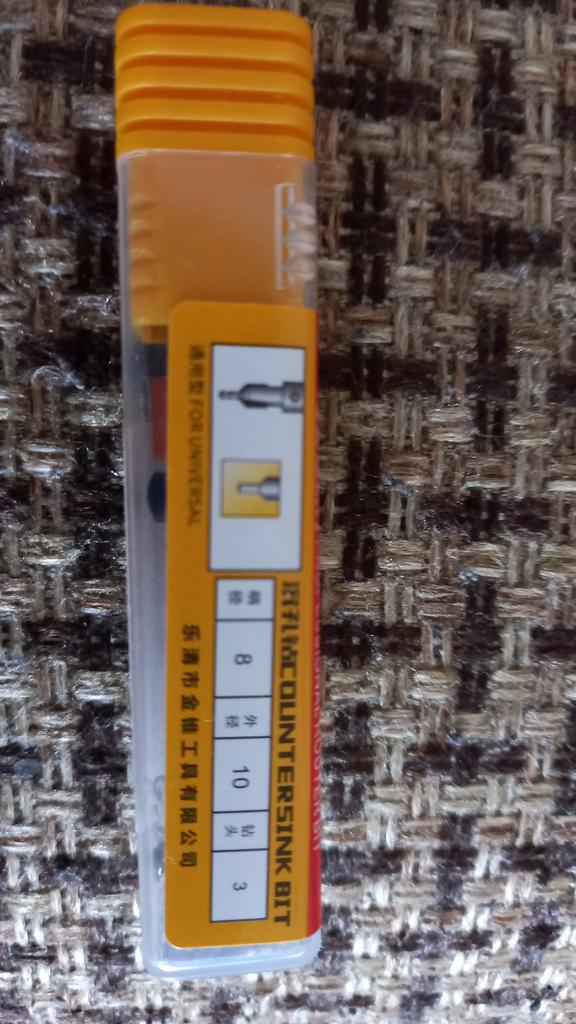 沉孔钻COUNTERSINK BIT
柄径 8 外径 10 钻头 3
通用型 FOR UNIVERSAL
乐清市金锥工具有限公司